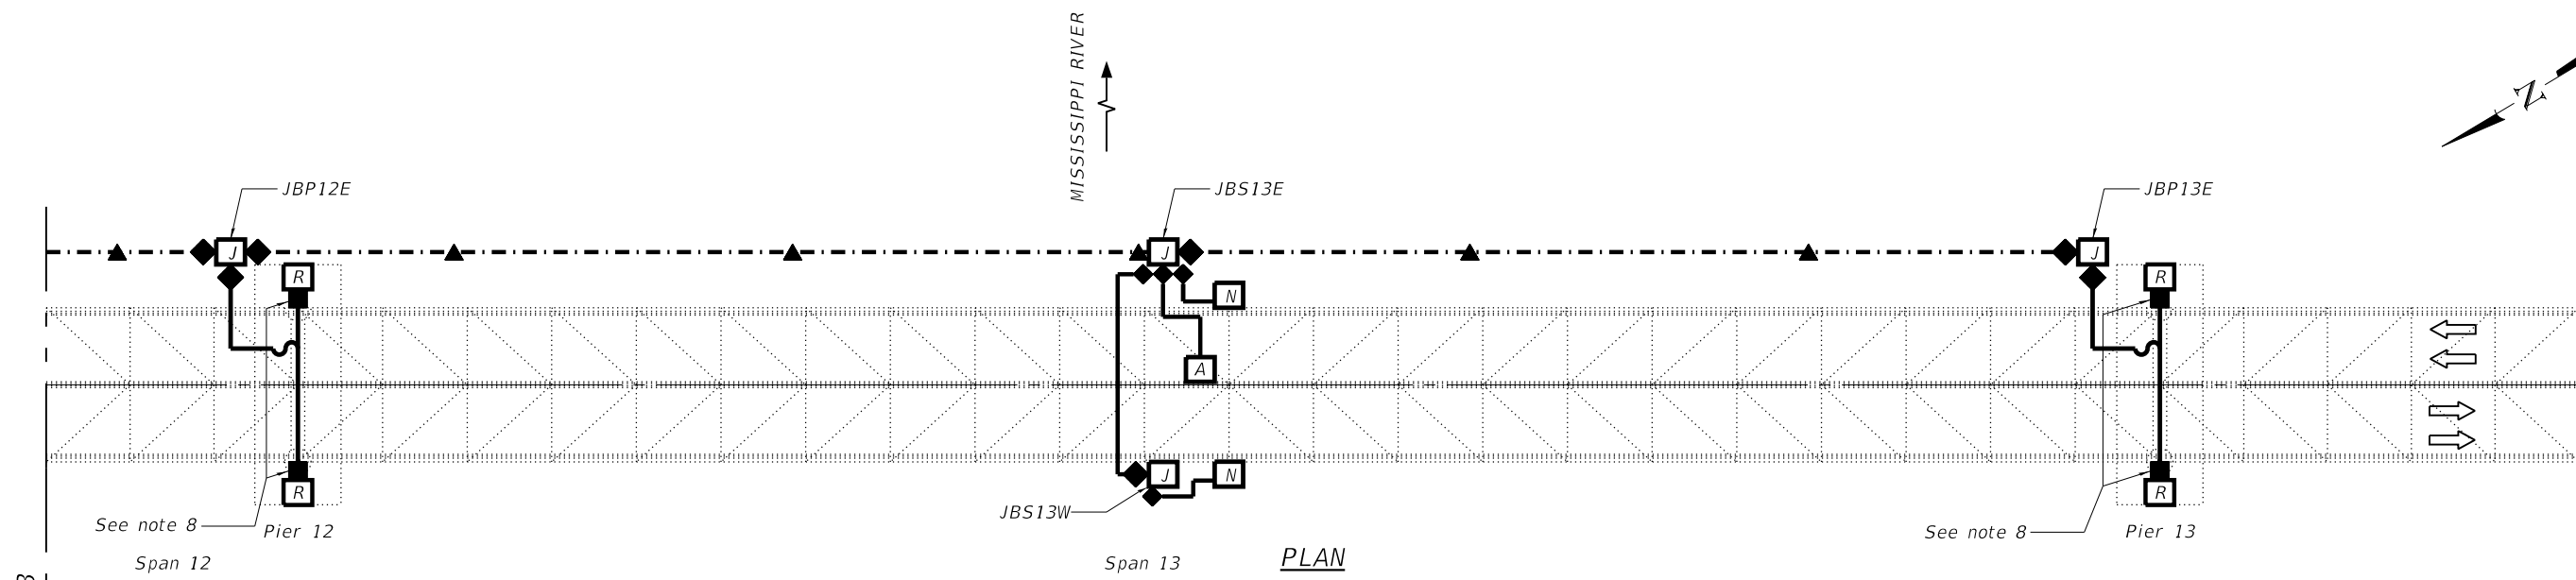 MISSISSIPPI RIVER
N
JBP12E
JBS13E
JBP13E
J
J
J
R
R
N
A
J
N
R
R
JBS13W
See note 8
Pier 12
See note 8
Pier 13
Span 12
Span 13
PLAN